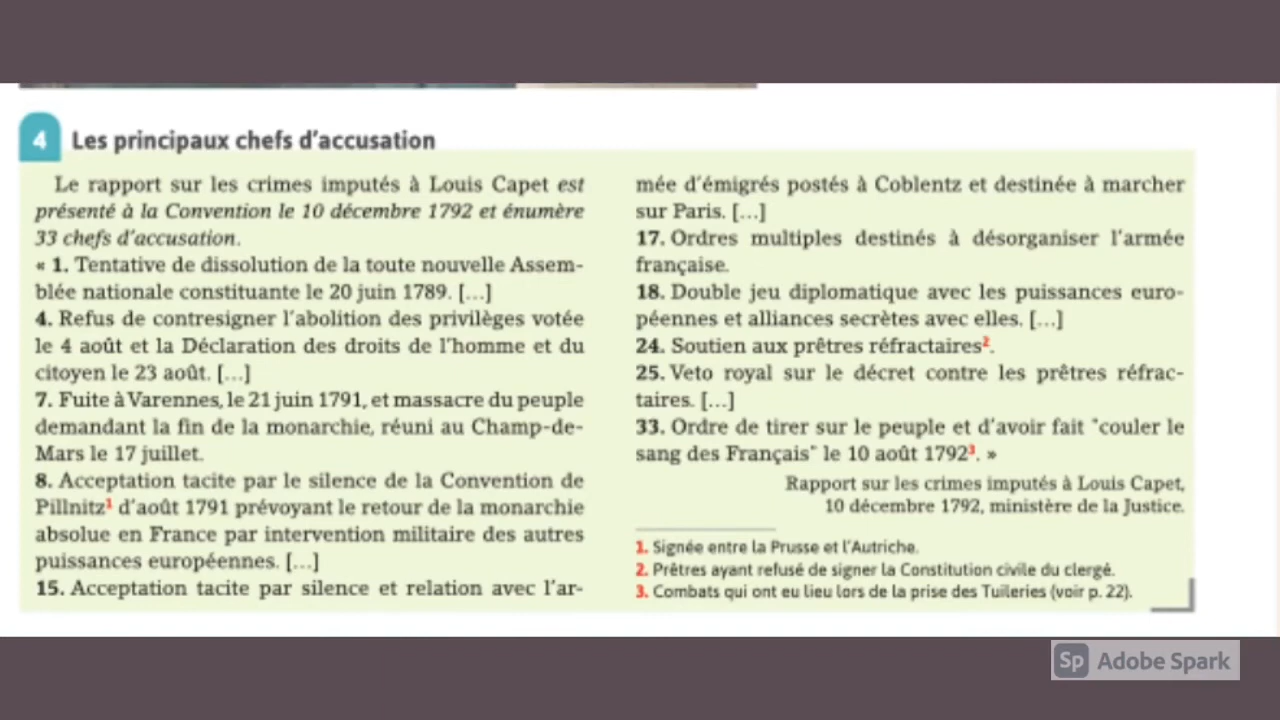 4 Les principaux chefs d'accusation
Le rapport sur les crimes imputés à Louis Capet est
présenté à la Convention le 10 décembre 1792 et énumère
33 chefs d'accusation.
« 1. Tentative de dissolution de la toute nouvelle Assem-
blée nationale constituante le 20 juin 1789. [...]
4. Refus de contresigner l'abolition des privilèges votée
le 4 août et la Déclaration des droits de l'homme et du
citoyen le 23 août. [...]
7. Fuite à Varennes, le 21 juin 1791, et massacre du peuple
demandant la fin de la monarchie, réuni au Champ-de-
Mars le 17 juillet.
8. Acceptation tacite par le silence de la Convention de
Pillnitz¹ d'août 1791 prévoyant le retour de la monarchie
absolue en France par intervention militaire des autres
puissances européennes. [...]
15. Acceptation tacite par silence et relation avec l'ar-
mée d'émigrés postés à Coblentz et destinée à marcher
sur Paris. [...]
17. Ordres multiples destinés à désorganiser l'armée
française.
18. Double jeu diplomatique avec les puissances euro-
péennes et alliances secrètes avec elles. [...]
24. Soutien aux prêtres réfractaires².
25. Veto royal sur le décret contre les prêtres réfrac-
taires. [...]
33. Ordre de tirer sur le peuple et d'avoir fait "couler le
sang des Français" le 10 août 1792³. »
Rapport sur les crimes imputés à Louis Capet,
10 décembre 1792, ministère de la Justice.
1. Signée entre la Prusse et l'Autriche.
2. Prêtres ayant refusé de signer la Constitution civile du clergé.
3. Combats qui ont eu lieu lors de la prise des Tuileries (voir p. 22).
Sp Adobe Spark